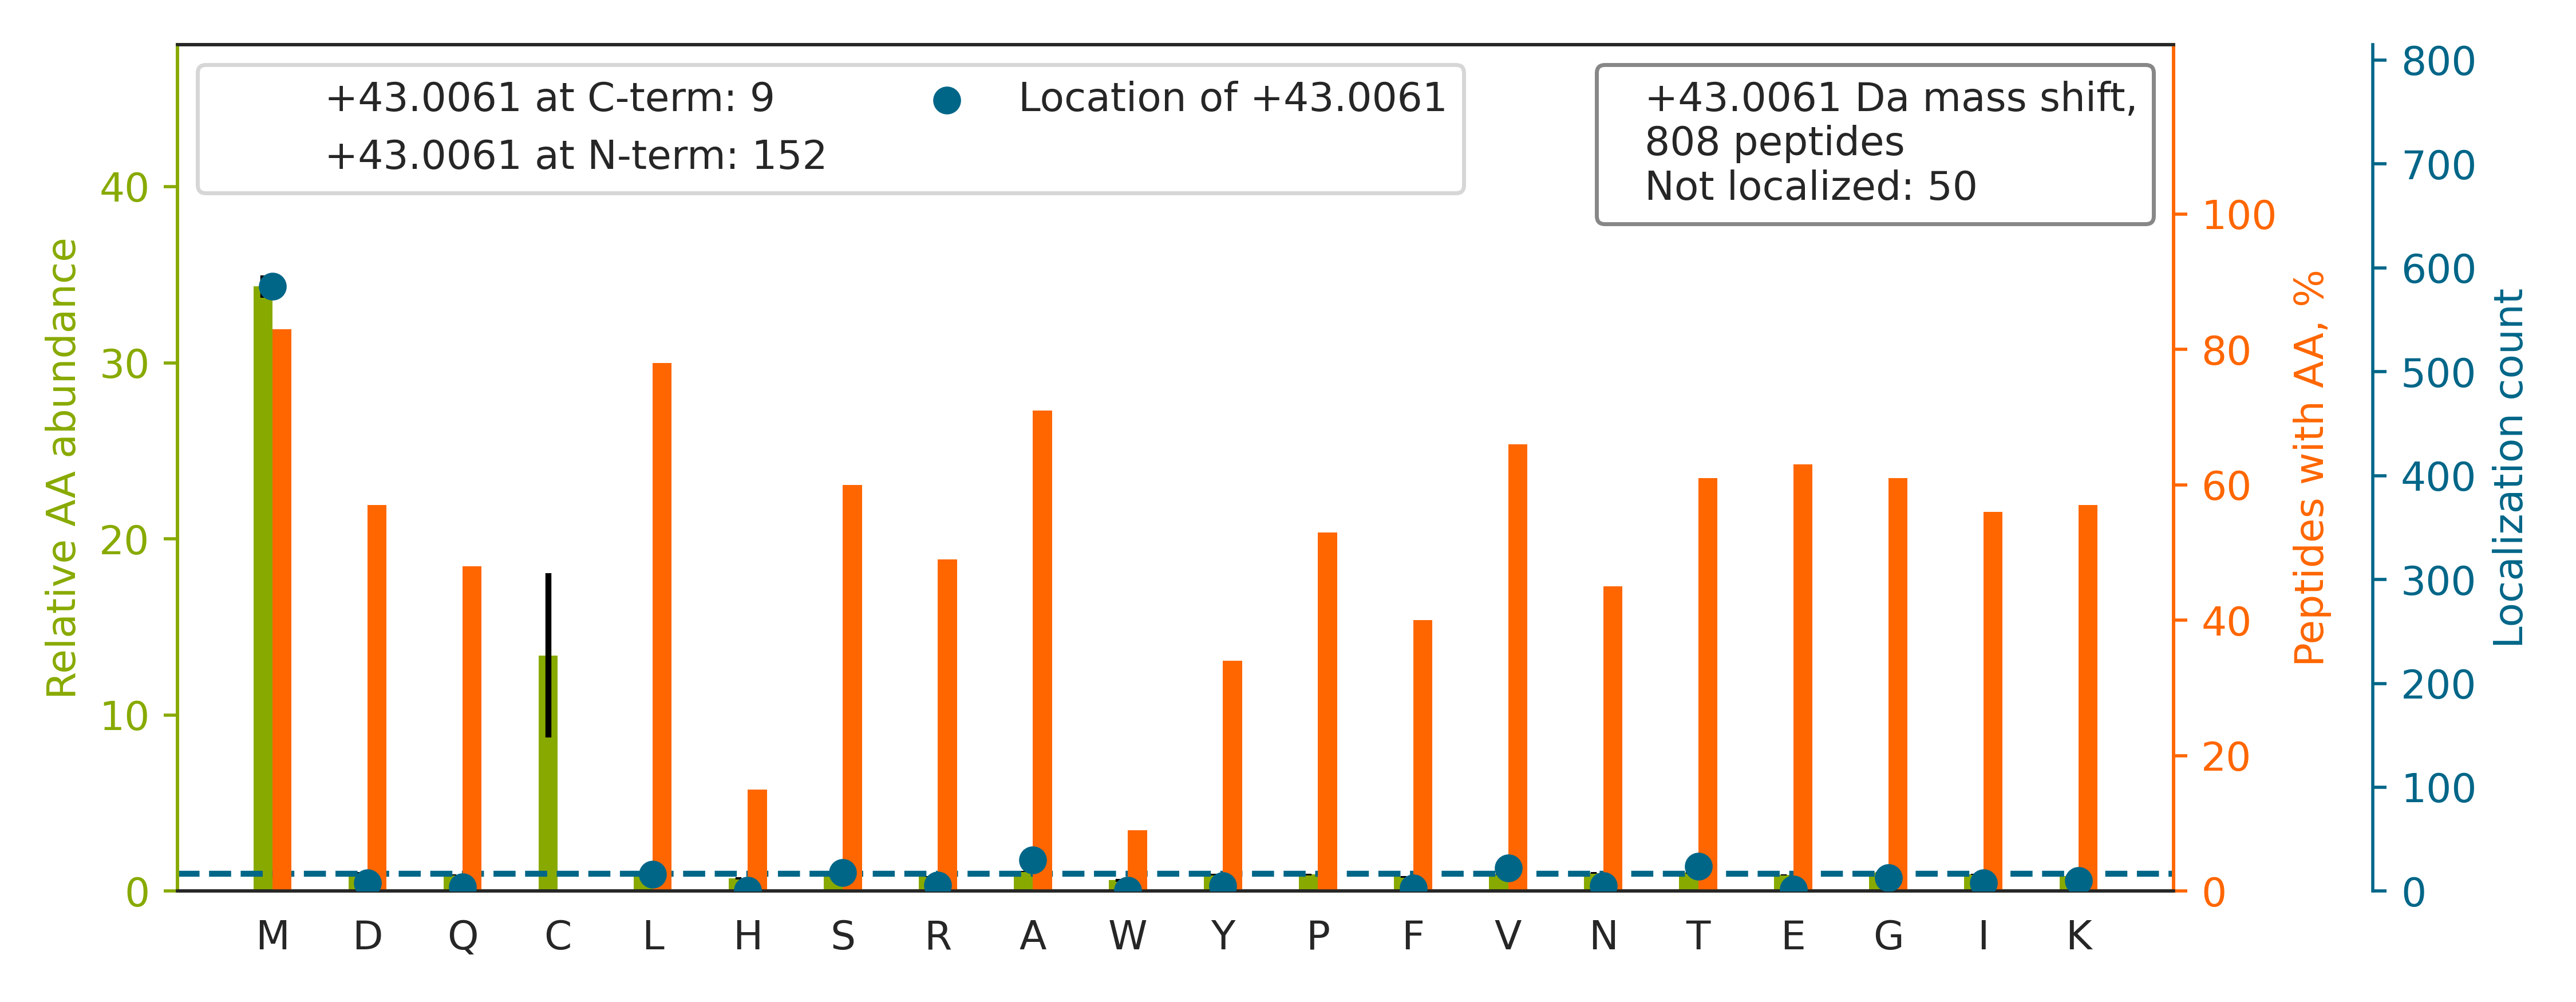 +43.0061 at C-term: 9
+43.0061 at N-term: 152
Location of +43.0061
+43.0061 Da mass shift,
808 peptides
Not localized: 50
Relative AA abundance
40
30
20
10
0
M D Q C L H S R A W Y P F V N T E G I K
100
80
60
40
20
0
Peptides with AA, %
800
700
600
500
400
300
200
100
0
Localization count